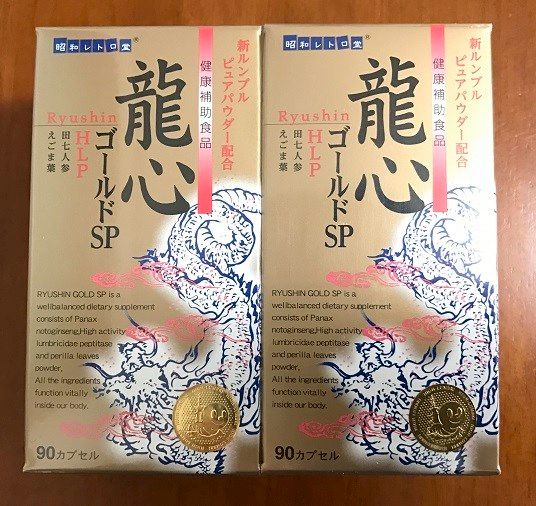 昭和レトロ堂®
新ルンブル
ピュアパウダー配合
健康補助食品
龍心
ゴールドSP
Ryushin
HLP
田七人参
えごま葉
RYUSHIN GOLD SP is a
wellbalanced dietary supplement
consists of Panax
notoginseng,High activity
lumbricidae peptitase
and perilla leaves
powder,
All the ingredients
function vitally
inside our body.
90カプセル
昭和レトロ堂®
新ルンブル
ピュアパウダー配合
健康補助食品
龍心
ゴールドSP
Ryushin
HLP
田七人参
えごま葉
RYUSHIN GOLD SP is a
wellbalanced dietary supplement
consists of Panax
notoginseng,High activity
lumbricidae peptitase
and perilla leaves
powder,
All the ingredients
function vitally
inside our body.
90カプセル